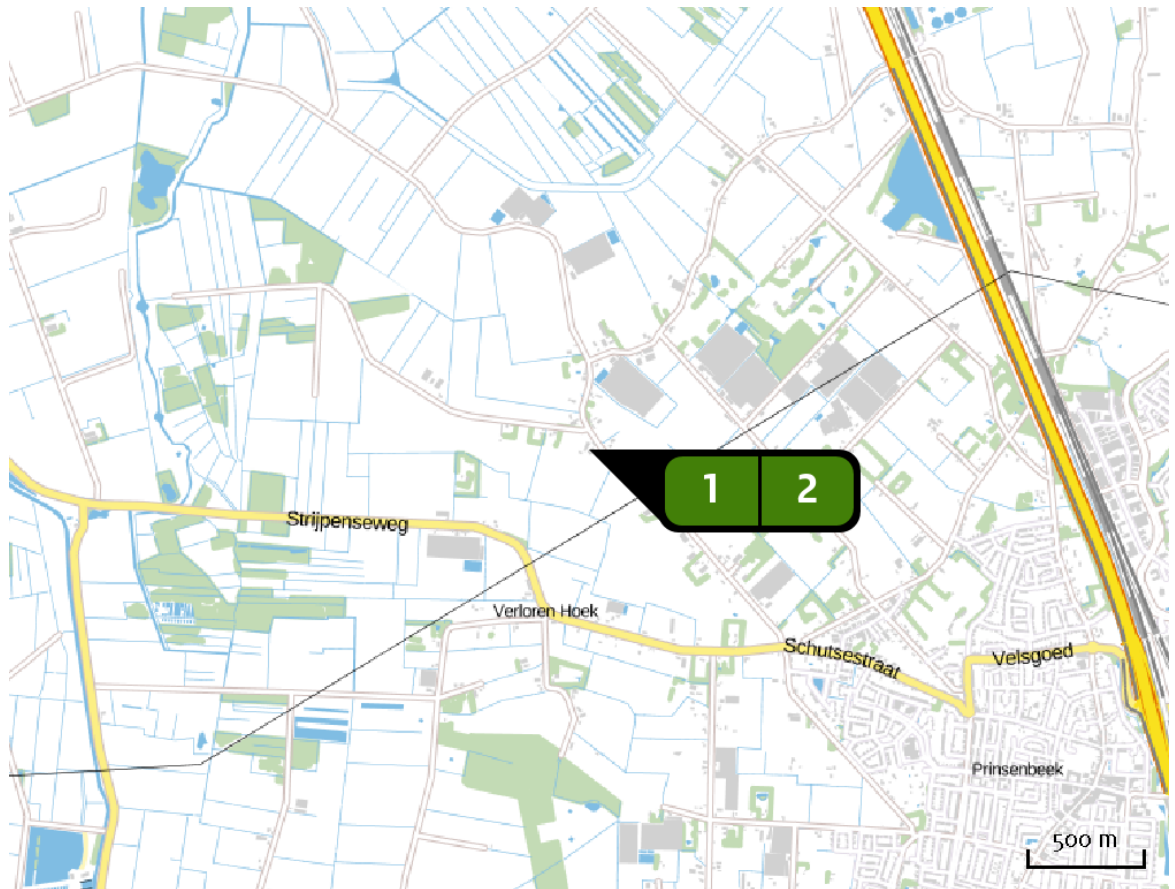 1 2
Strijpenseweg
Verloren Hoek
Schutsestraat
Velsgoed
Prinsenbeek
500 m